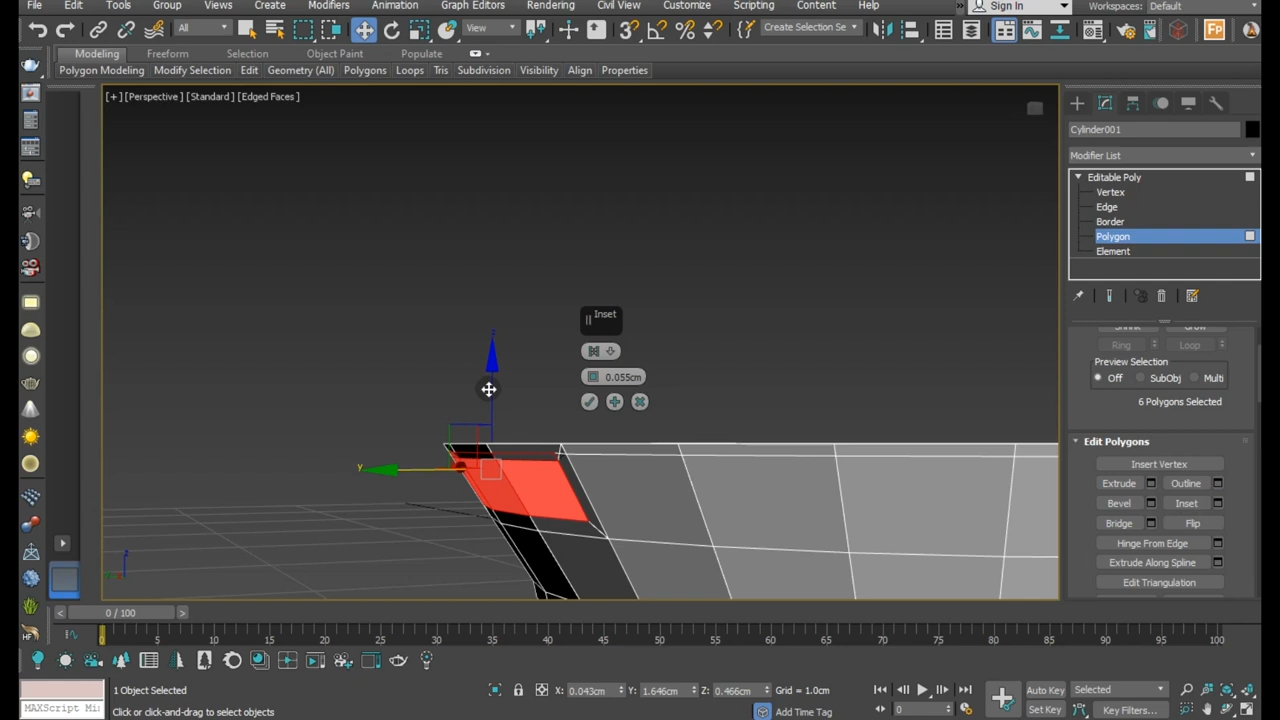 File Edit Tools Group Views Create Modifiers Animation Graph Editors Rendering Civil View Customize Scripting Content Help » Sign In Workspaces: Default
All View Create Selection Se
Modeling Freeform Selection Object Paint Populate
Polygon Modeling Modify Selection Edit Geometry (All) Polygons Loops Tris Subdivision Visibility Align Properties
[+] [Perspective] [Standard] [Edged Faces]
Cylinder001
Modifier List
Editable Poly
Vertex
Edge
Border
Polygon
Element
Inset
0.055cm
z
y
z
Shrink Grow
Ring Loop
Preview Selection
Off SubObj Multi
6 Polygons Selected
Edit Polygons
Insert Vertex
Extrude Outline
Bevel Inset
Bridge Flip
Hinge From Edge
Extrude Along Spline
Edit Triangulation
< 0 / 100 >
0 5 10 15 20 25 30 35 40 45 50 55 60 65 70 75 80 85 90 95 100
1 Object Selected X: 0.043cm Y: 1.646cm Z: 0.466cm Grid = 1.0cm Auto Key Selected
MAXScript Mi Click or click-and-drag to select objects Add Time Tag 0 Set Key Key Filters...